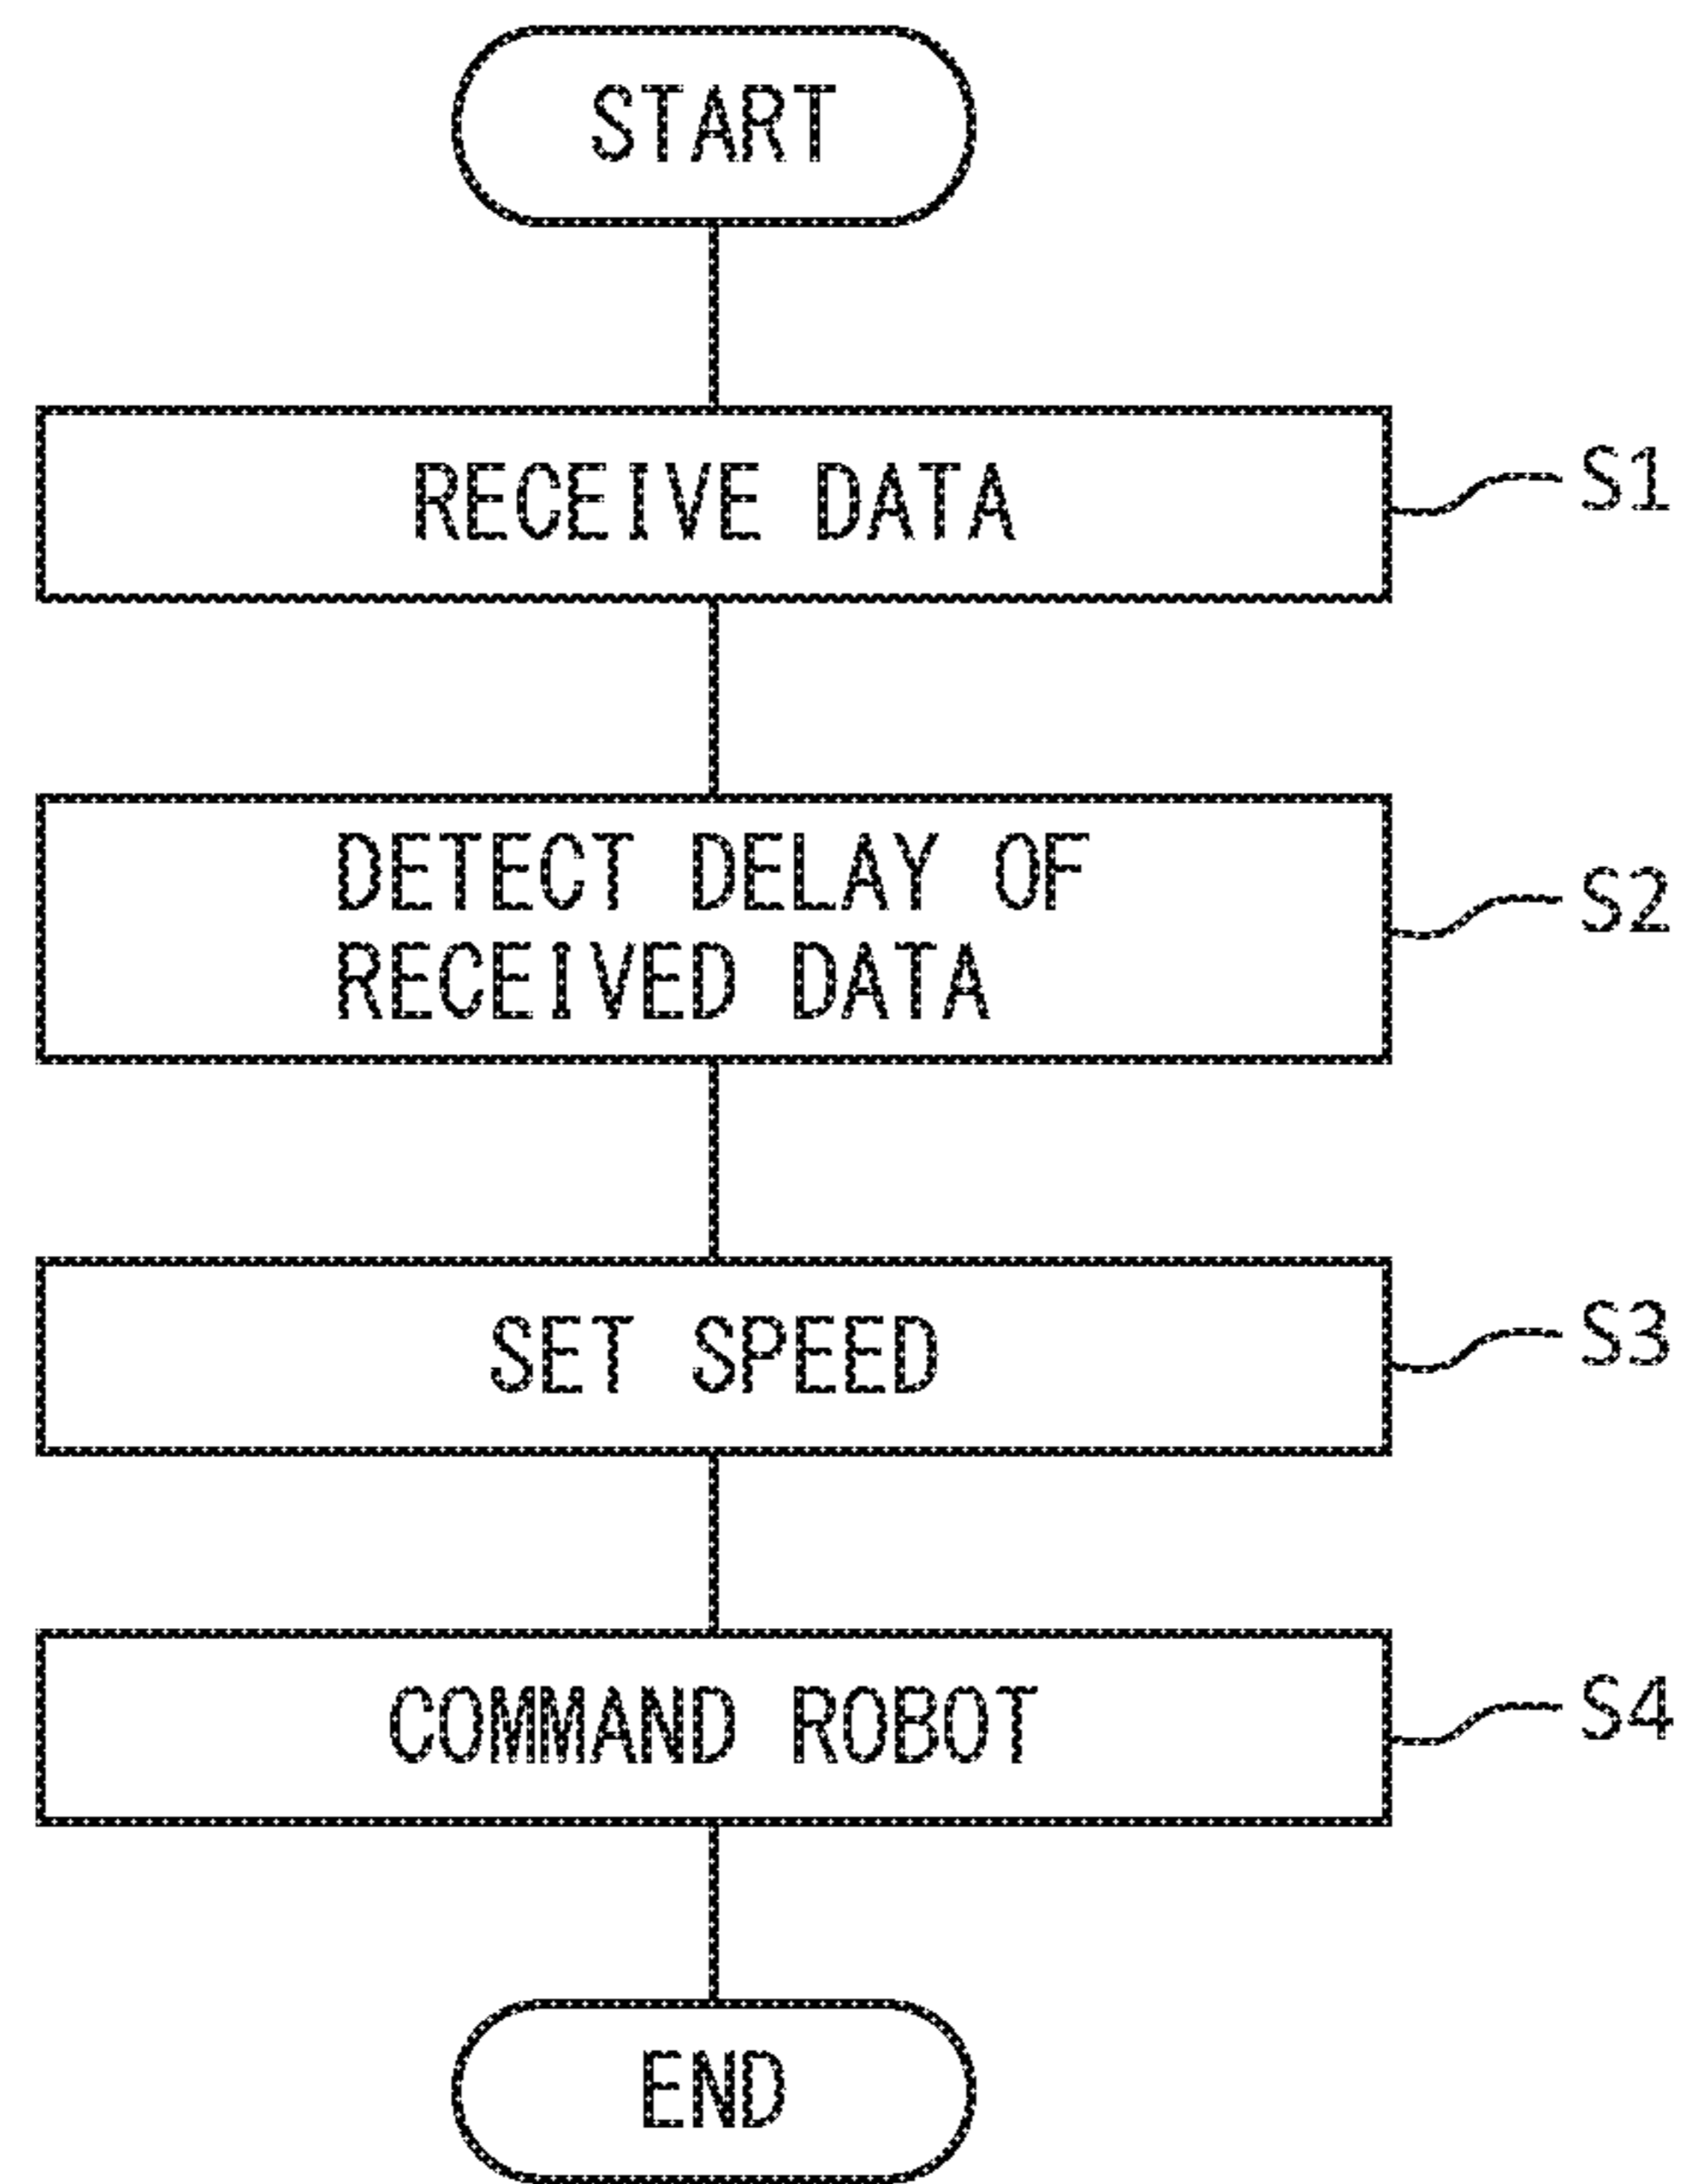 START
RECEIVE DATA
S1
DETECT DELAY OF
RECEIVED DATA
S2
SET SPEED
S3
COMMAND ROBOT
S4
END